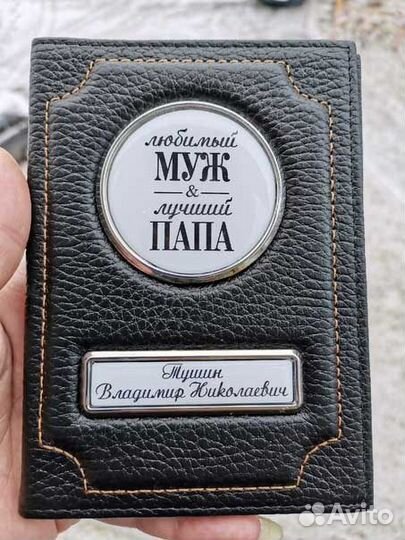 любимый
МУЖ
&
лучший
ПАПА
Тушин
Владимир Николаевич
Avito